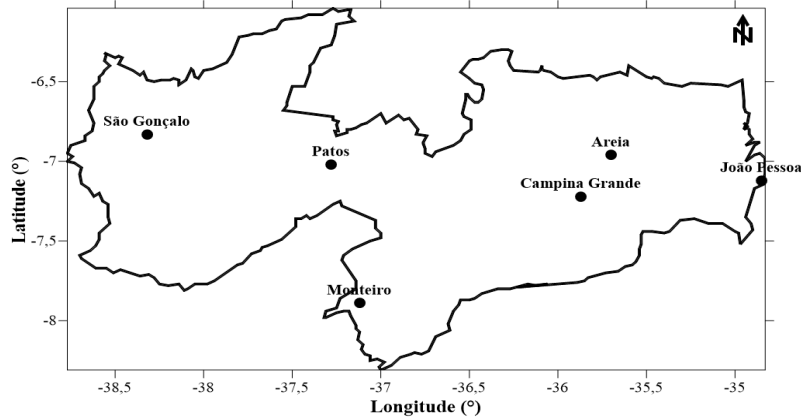 N
-6,5
São Gonçalo
Areia
Patos
-7
João Pessoa
Campina Grande
Latitude (°)
-7,5
Monteiro
-8
-38,5 -38 -37,5 -37 -36,5 -36 -35,5 -35
Longitude (°)